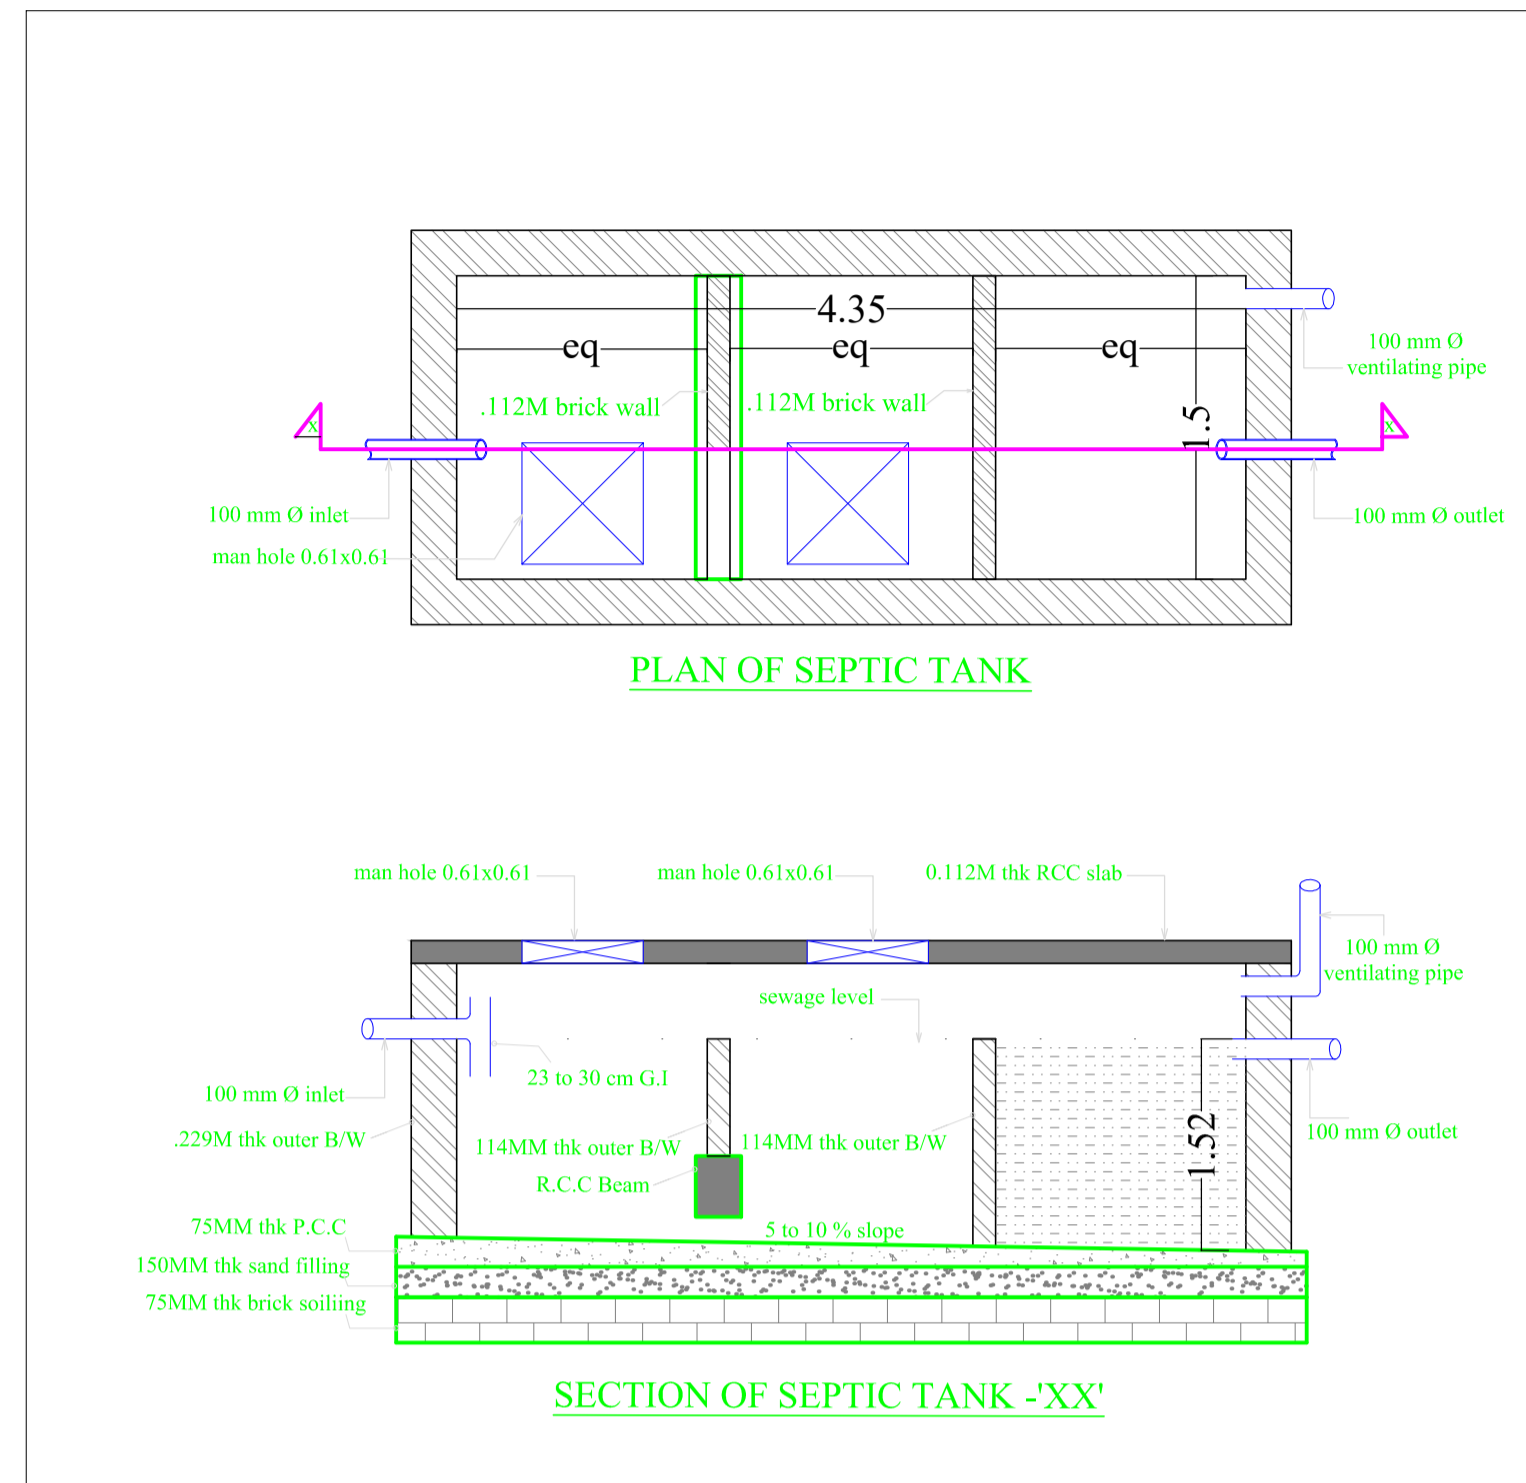 4.35
eq
eq
eq
.112M brick wall
.112M brick wall
1.5
100 mm Ø
ventilating pipe
x
x
100 mm Ø inlet
100 mm Ø outlet
man hole 0.61x0.61
PLAN OF SEPTIC TANK
man hole 0.61x0.61
man hole 0.61x0.61
0.112M thk RCC slab
100 mm Ø
ventilating pipe
sewage level
23 to 30 cm G.I
100 mm Ø inlet
.229M thk outer B/W
114MM thk outer B/W
114MM thk outer B/W
1.52
100 mm Ø outlet
R.C.C Beam
75MM thk P.C.C
5 to 10 % slope
150MM thk sand filling
75MM thk brick soiliing
SECTION OF SEPTIC TANK -'XX'